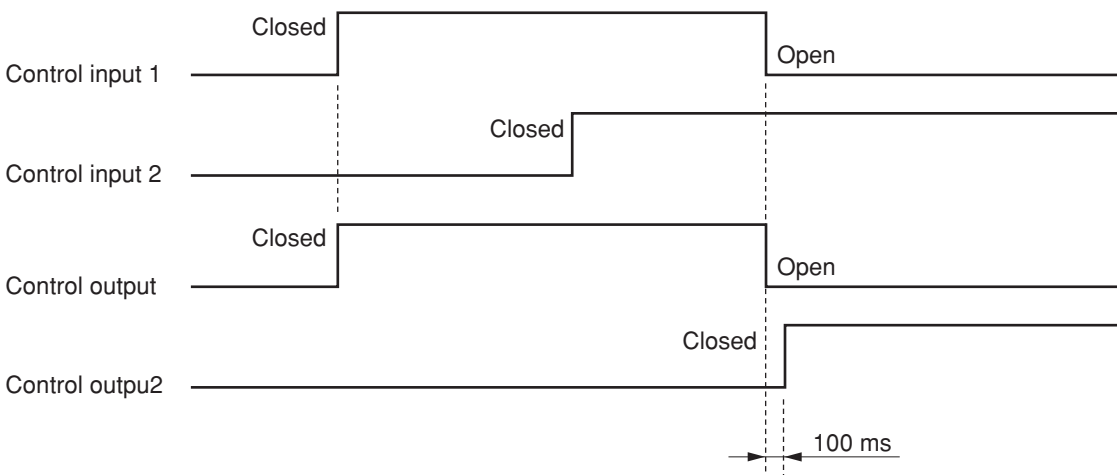 Closed
Open
Control input 1
Closed
Control input 2
Closed
Open
Control output
Closed
Control outpu2
100 ms